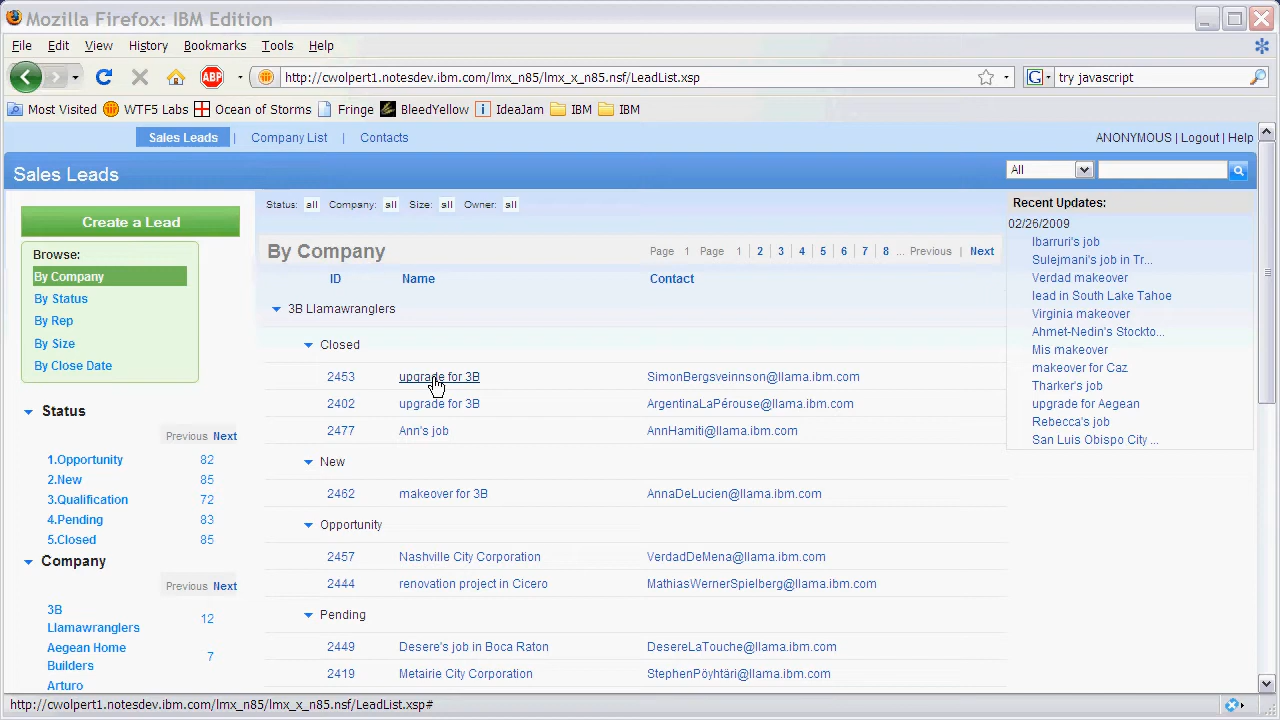 Mozilla Firefox: IBM Edition
File Edit View History Bookmarks Tools Help
ABP http://cwolpert1.notesdev.ibm.com/lmx_n85/lmx_x_n85.nsf/LeadList.xsp G try javascript
Most Visited WTF5 Labs Ocean of Storms Fringe BleedYellow IdeaJam IBM IBM
Sales Leads | Company List | Contacts ANONYMOUS | Logout | Help
Sales Leads All
Create a Lead
Browse:
By Company
By Status
By Rep
By Size
By Close Date
Status
Previous Next
1.Opportunity 82
2.New 85
3.Qualification 72
4.Pending 83
5.Closed 85
Company
Previous Next
3B
Llamawranglers 12
Aegean Home
Builders 7
Arturo
Status: all Company: all Size: all Owner: all
By Company Page 1 Page 1 2 3 4 5 6 7 8 ... Previous | Next
ID Name Contact
3B Llamawranglers
Closed
2453 upgrade for 3B SimonBergsveinnson@llama.ibm.com
2402 upgrade for 3B ArgentinaLaPérouse@llama.ibm.com
2477 Ann's job AnnHamiti@llama.ibm.com
New
2462 makeover for 3B AnnaDeLucien@llama.ibm.com
Opportunity
2457 Nashville City Corporation VerdadDeMena@llama.ibm.com
2444 renovation project in Cicero MathiasWernerSpielberg@llama.ibm.com
Pending
2449 Desere's job in Boca Raton DesereLaTouche@llama.ibm.com
2419 Metairie City Corporation StephenPöyhtäri@llama.ibm.com
Recent Updates:
02/26/2009
Ibarruri's job
Sulejmani's job in Tr...
Verdad makeover
lead in South Lake Tahoe
Virginia makeover
Ahmet-Nedin's Stockto...
Mis makeover
makeover for Caz
Tharker's job
upgrade for Aegean
Rebecca's job
San Luis Obispo City ...
http://cwolpert1.notesdev.ibm.com/lmx_n85/lmx_x_n85.nsf/LeadList.xsp#